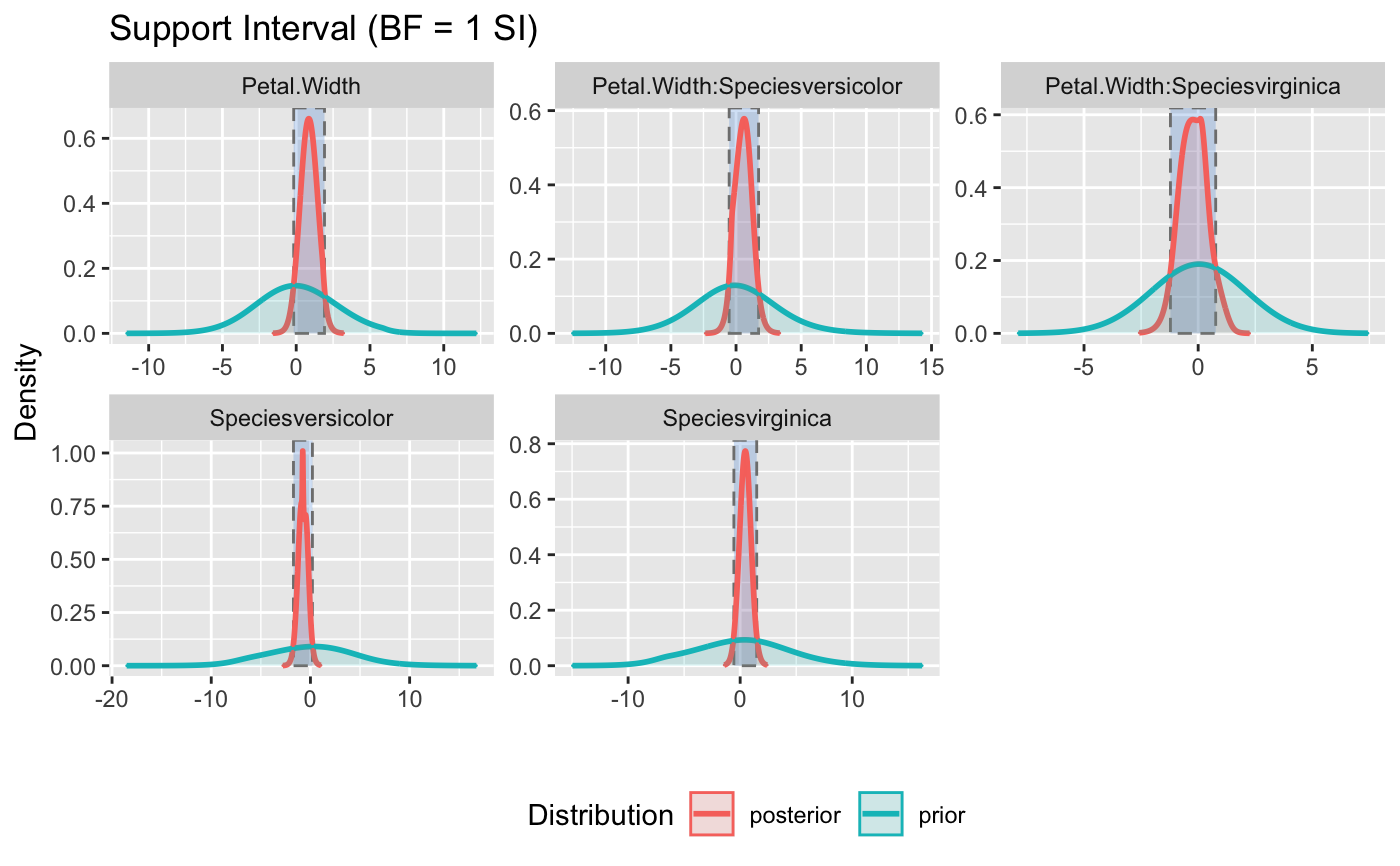 Support Interval (BF = 1 SI)
Petal.Width
Petal.Width:Speciesversicolor
Petal.Width:Speciesvirginica
0.6
0.4
0.2
0.0
-10 -5 0 5 10
0.6
0.4
0.2
0.0
-10 -5 0 5 10 15
0.6
0.4
0.2
0.0
-5 0 5
Density
Speciesversicolor
Speciesvirginica
1.00
0.75
0.50
0.25
0.00
-20 -10 0 10
0.8
0.6
0.4
0.2
0.0
-10 0 10
Distribution posterior prior